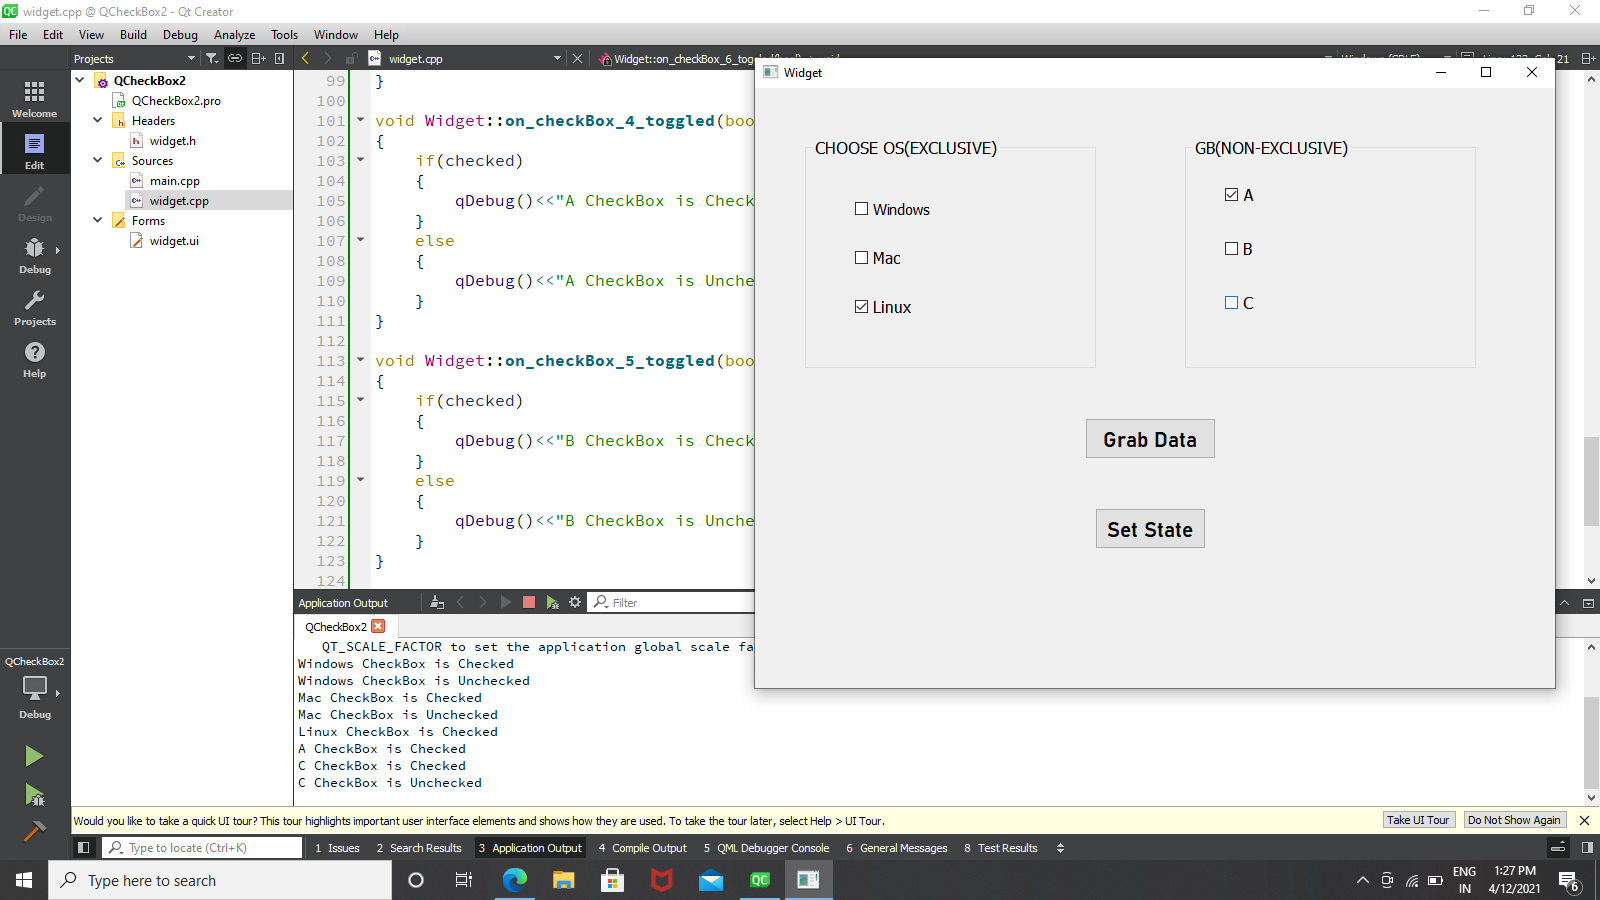 widget.cpp @ QCheckBox2 - Qt Creator
File Edit View Build Debug Analyze Tools Window Help
Projects
widget.cpp
Widget::on_checkBox_6_tog
21
Welcome
Edit
Design
Debug
Projects
Help
QCheckBox2
QCheckBox2.pro
Headers
widget.h
Sources
main.cpp
widget.cpp
Forms
widget.ui
99 }
100
101 void Widget::on_checkBox_4_toggled(boo
102 {
103 if(checked)
104 {
105 qDebug()<<"A CheckBox is Check
106 }
107 else
108 {
109 qDebug()<<"A CheckBox is Unche
110 }
111 }
112
113 void Widget::on_checkBox_5_toggled(boo
114 {
115 if(checked)
116 {
117 qDebug()<<"B CheckBox is Check
118 }
119 else
120 {
121 qDebug()<<"B CheckBox is Unche
122 }
123 }
124
Widget
CHOOSE OS(EXCLUSIVE)
Windows
Mac
Linux
GB(NON-EXCLUSIVE)
A
B
C
Grab Data
Set State
Application Output
Filter
QCheckBox2
QT_SCALE_FACTOR to set the application global scale fa
Windows CheckBox is Checked
Windows CheckBox is Unchecked
Mac CheckBox is Checked
Mac CheckBox is Unchecked
Linux CheckBox is Checked
A CheckBox is Checked
C CheckBox is Checked
C CheckBox is Unchecked
QCheckBox2
Debug
Would you like to take a quick UI tour? This tour highlights important user interface elements and shows how they are used. To take the tour later, select Help > UI Tour.
Take UI Tour
Do Not Show Again
Type to locate (Ctrl+K)
1 Issues 2 Search Results 3 Application Output 4 Compile Output 5 QML Debugger Console 6 General Messages 8 Test Results
Type here to search
QC
ENG
IN
1:27 PM
4/12/2021
6